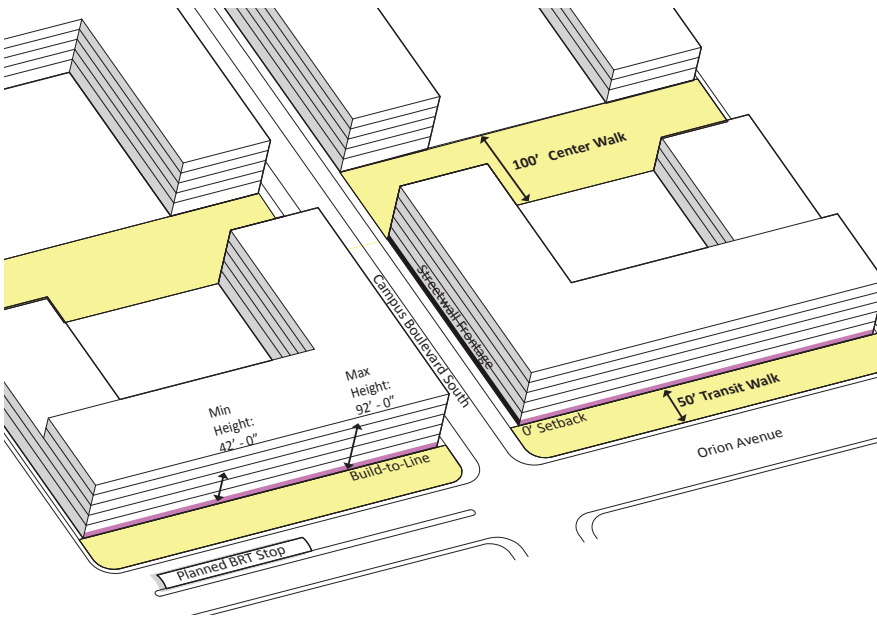 100’ Center Walk
Streetwall Frontage
Campus Boulevard South
Max
Height:
92’ - 0”
Min
Height:
42’ - 0”
50’ Transit Walk
0’ Setback
Orion Avenue
Build-to-Line
Planned BRT Stop